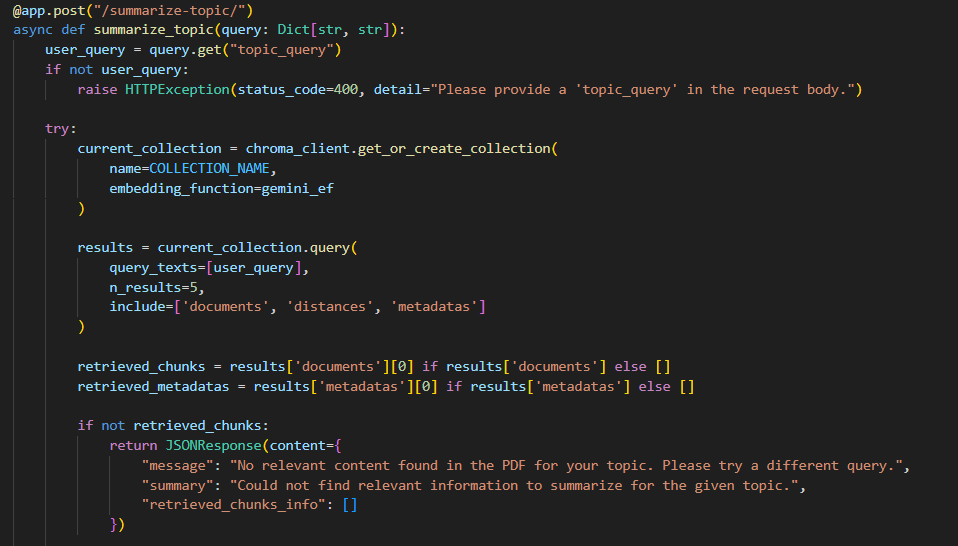 @app.post("/summarize-topic/")
async def summarize_topic(query: Dict[str, str]):
    user_query = query.get("topic_query")
    if not user_query:
        raise HTTPException(status_code=400, detail="Please provide a 'topic_query' in the request body.")

    try:
        current_collection = chroma_client.get_or_create_collection(
            name=COLLECTION_NAME,
            embedding_function=gemini_ef
        )

        results = current_collection.query(
            query_texts=[user_query],
            n_results=5,
            include=['documents', 'distances', 'metadatas']
        )

        retrieved_chunks = results['documents'][0] if results['documents'] else []
        retrieved_metadatas = results['metadatas'][0] if results['metadatas'] else []

        if not retrieved_chunks:
            return JSONResponse(content={
                "message": "No relevant content found in the PDF for your topic. Please try a different query.",
                "summary": "Could not find relevant information to summarize for the given topic.",
                "retrieved_chunks_info": []
            })